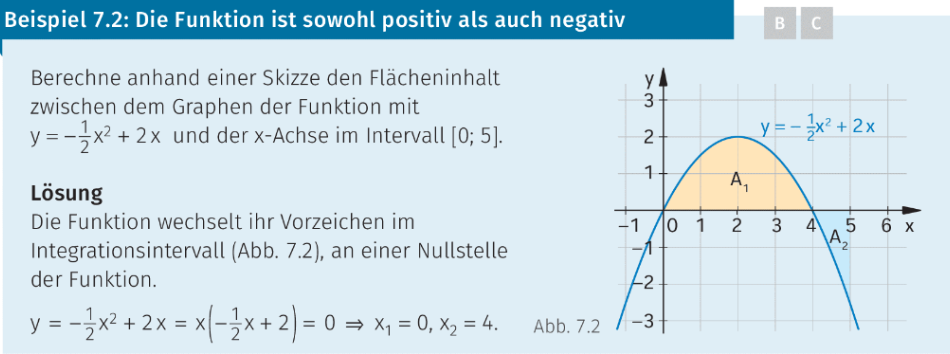 Beispiel 7.2: Die Funktion ist sowohl positiv als auch negativ
B C
Berechne anhand einer Skizze den Flächeninhalt
zwischen dem Graphen der Funktion mit
y = −½x² + 2x und der x-Achse im Intervall [0; 5].
Lösung
Die Funktion wechselt ihr Vorzeichen im
Integrationsintervall (Abb. 7.2), an einer Nullstelle
der Funktion.
y = −½x² + 2x = x(−½x + 2) = 0 ⇒ x₁ = 0, x₂ = 4.
Abb. 7.2
y
3
y = −½x² + 2x
2
1
A₁
−1 0 1 2 3 4 5 6 x
−1
A₂
−2
−3